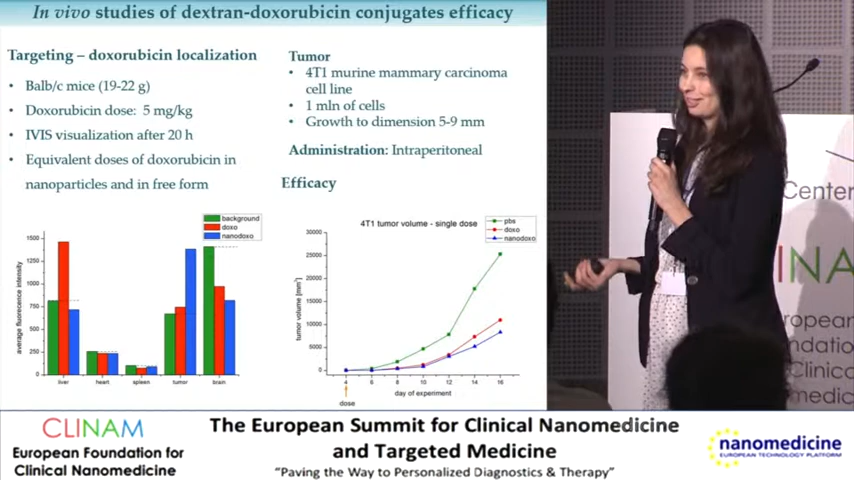 In vivo studies of dextran-doxorubicin conjugates efficacy
Targeting – doxorubicin localization
• Balb/c mice (19-22 g)
• Doxorubicin dose: 5 mg/kg
• IVIS visualization after 20 h
• Equivalent doses of doxorubicin in
nanoparticles and in free form
Tumor
• 4T1 murine mammary carcinoma
cell line
• 1 mln of cells
• Growth to dimension 5-9 mm
Administration: Intraperitoneal
Efficacy
background
doxo
nanodoxo
average fluorecence intensity
1500
1250
1000
750
500
250
0
liver
heart
spleen
tumor
brain
4T1 tumor volume - single dose
pbs
doxo
nanodoxo
tumor volume [mm³]
30000
25000
20000
15000
10000
5000
0
4
6
8
10
12
14
16
day of experiment
dose
Center
INA
uropean
undation
Clinica
medic
CLINAM
European Foundation for
Clinical Nanomedicine
The European Summit for Clinical Nanomedicine
and Targeted Medicine
"Paving the Way to Personalized Diagnostics & Therapy"
nanomedicine
EUROPEAN TECHNOLOGY PLATFORM